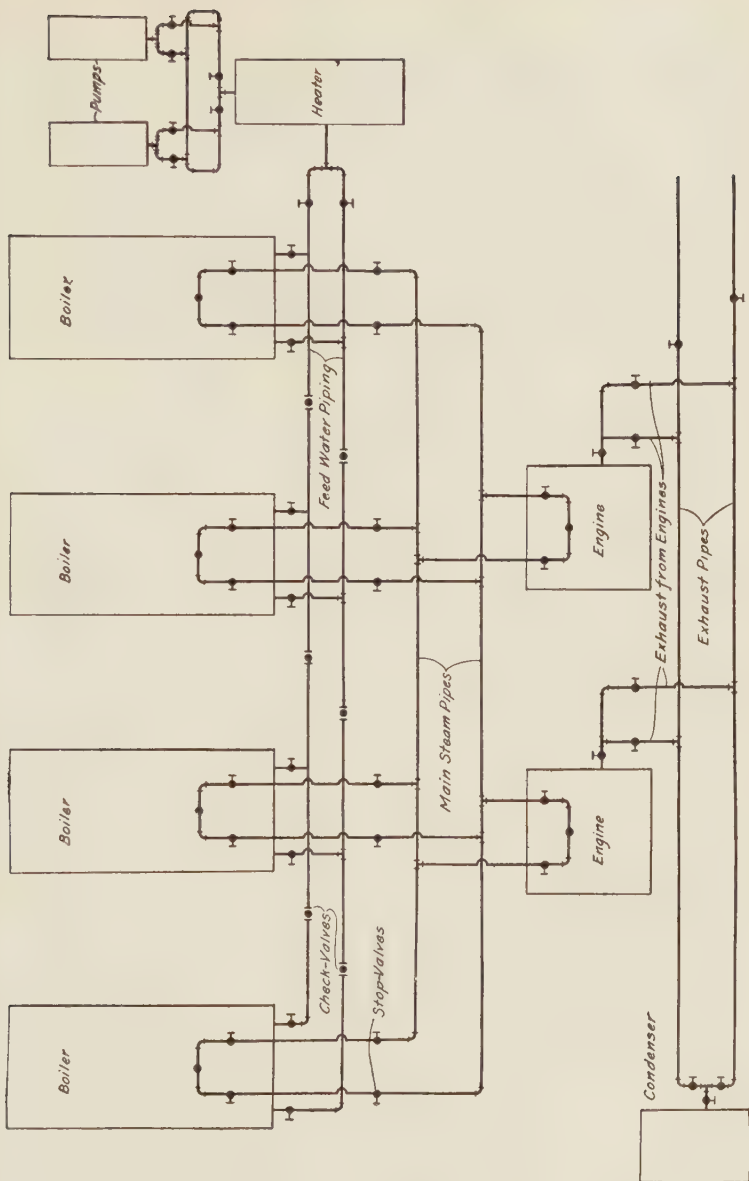 Pumps
Heater
Boiler
Boiler
Boiler
Boiler
Feed Water Piping
Check-Valves
Stop-Valves
Main Steam Pipes
Engine
Engine
Exhaust from Engines
Exhaust Pipes
Condenser